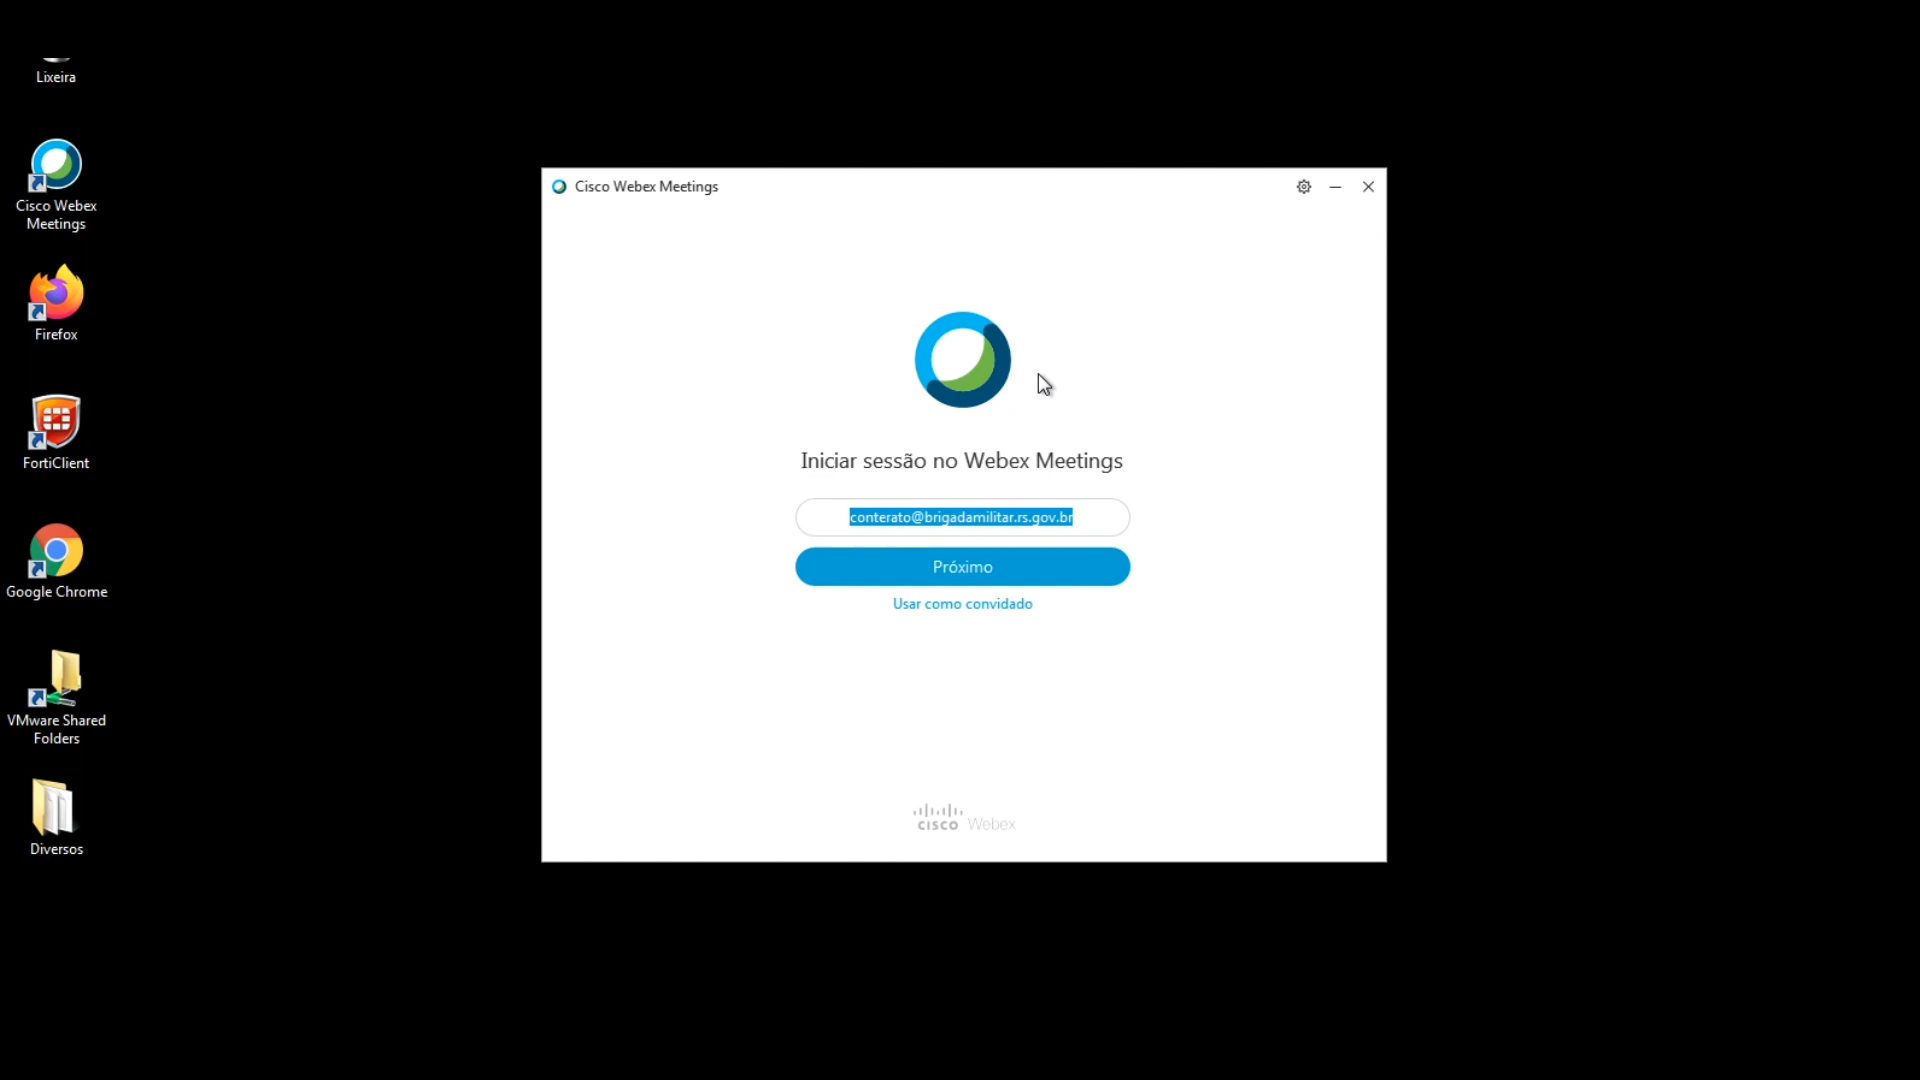 Lixeira
Cisco Webex
Meetings
Firefox
FortiClient
Google Chrome
VMware Shared
Folders
Diversos
Cisco Webex Meetings
Iniciar sessão no Webex Meetings
conterato@brigadamilitar.rs.gov.br
Próximo
Usar como convidado
CISCO Webex